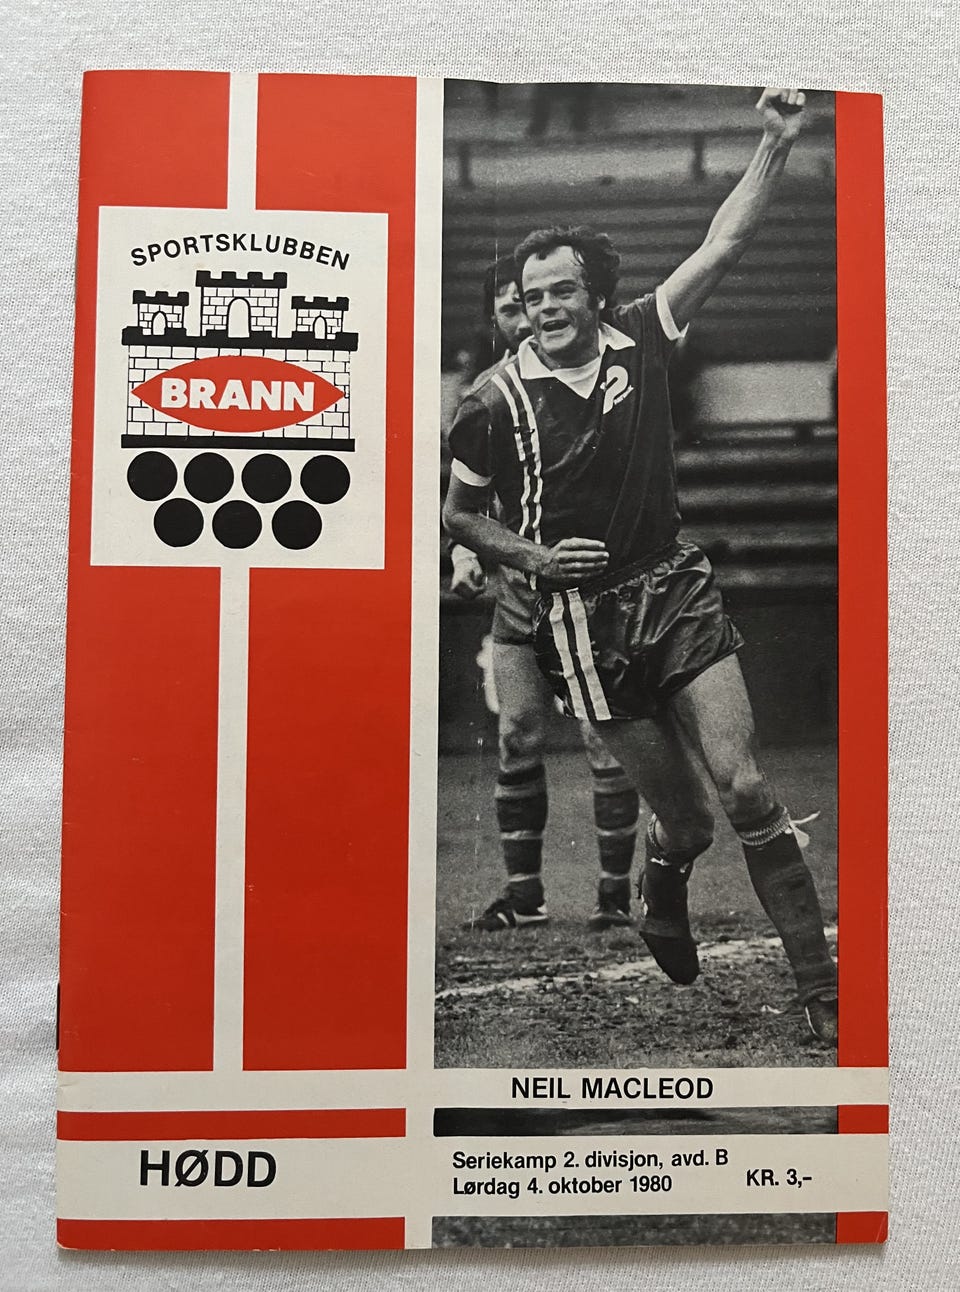 SPORTSKLUBBEN
BRANN
NEIL MACLEOD
HØDD
Seriekamp 2. divisjon, avd. B
Lørdag 4. oktober 1980
KR. 3,-